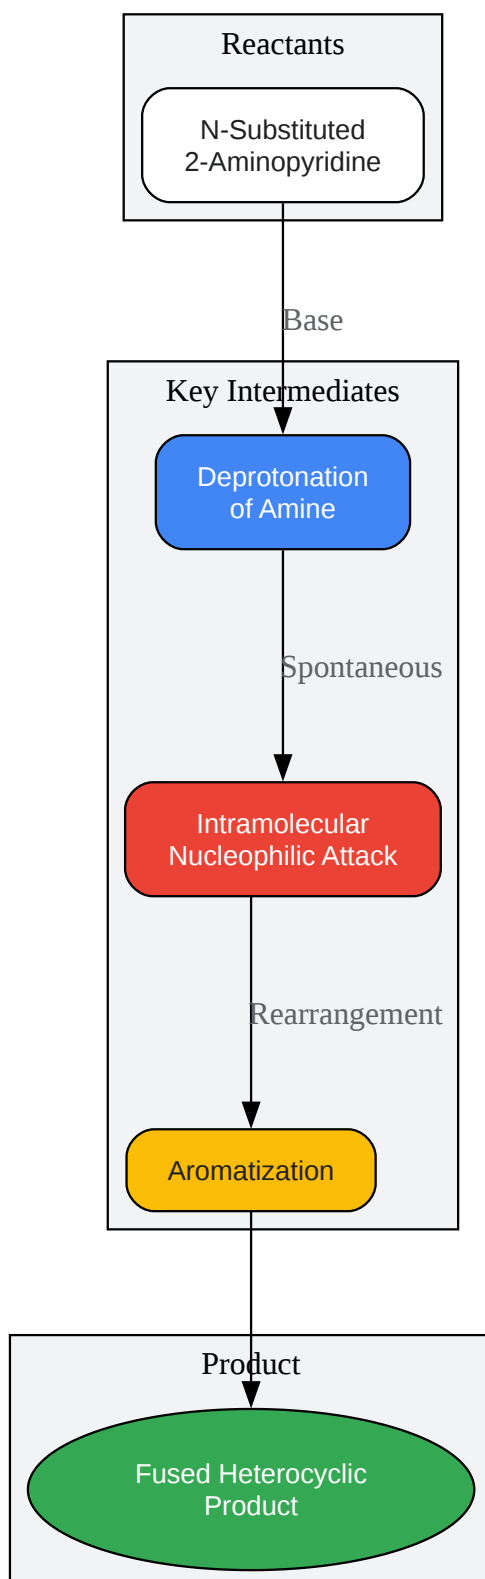 Reactants
N-Substituted
2-Aminopyridine
Base
Key Intermediates
Deprotonation
of Amine
Spontaneous
Intramolecular
Nucleophilic Attack
Rearrangement
Aromatization
Product
Fused Heterocyclic
Product